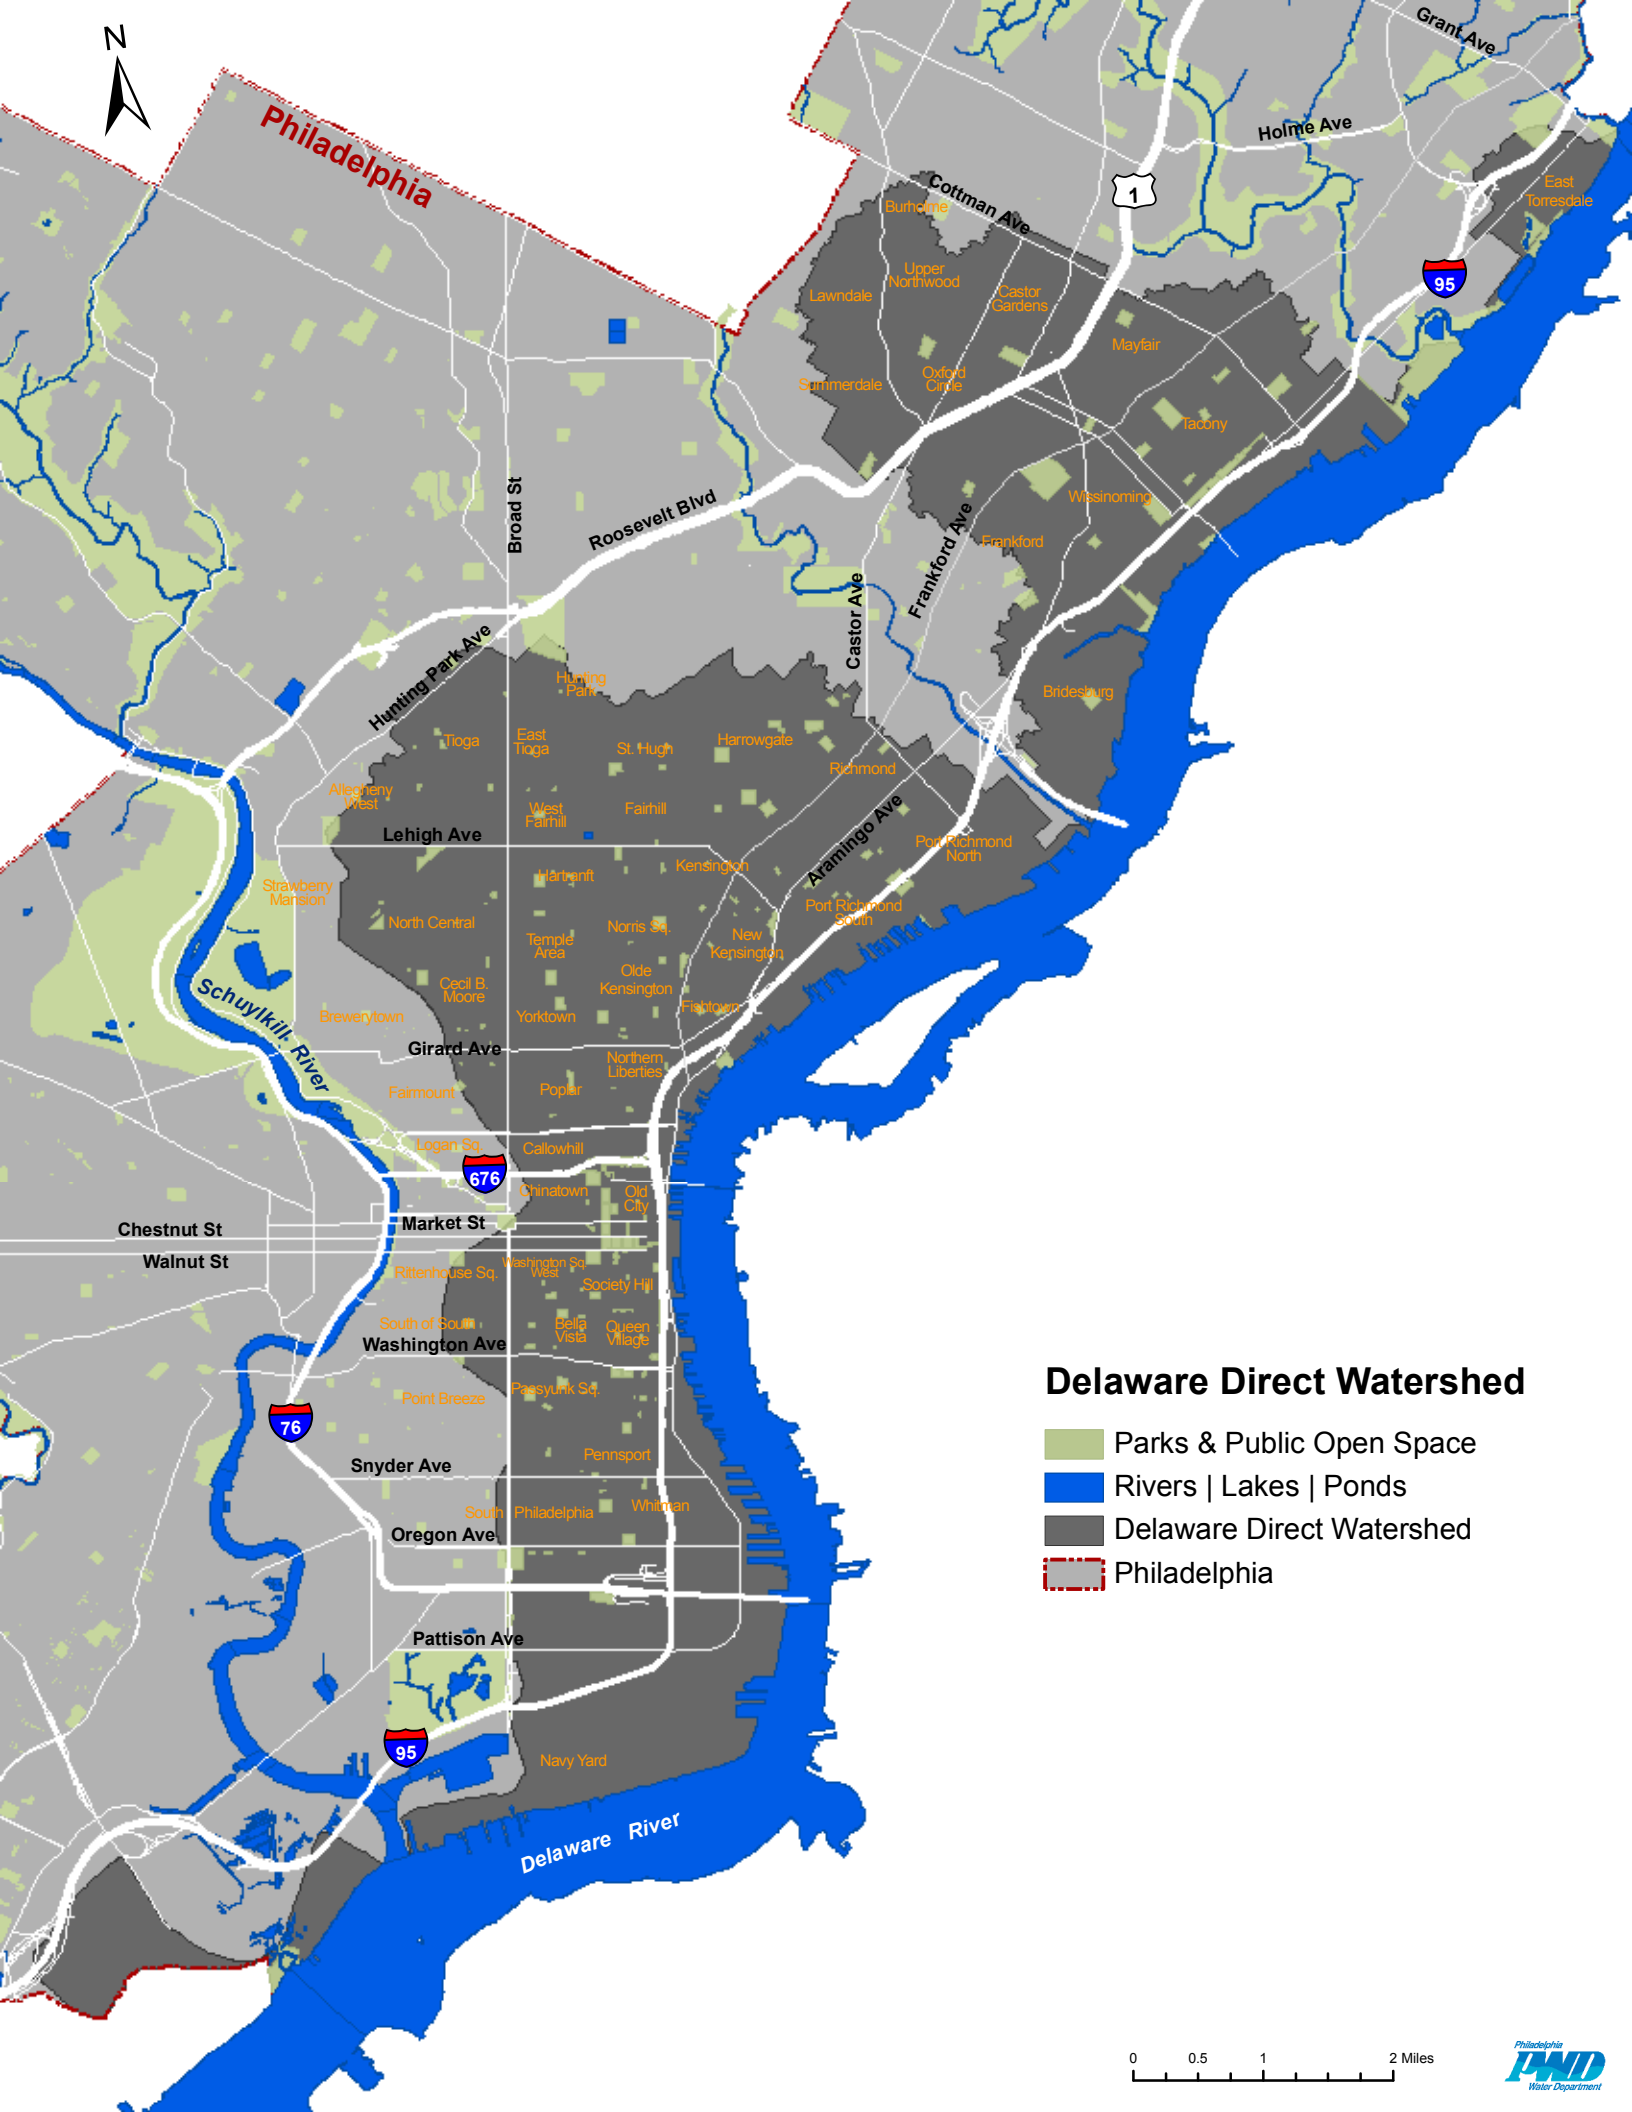 N
Philadelphia
Grant Ave
Holme Ave
Cottman Ave
1
East
Torresdale
95
Burholme
Upper
Northwood
Lawndale
Castor
Gardens
Mayfair
Summerdale
Oxford
Circle
Tacony
Wissinoming
Frankford
Roosevelt Blvd
Broad St
Frankford Ave
Castor Ave
Hunting Park Ave
Hunting
Park
Bridesburg
Tioga
East
Tioga
St. Hugh
Harrowgate
Richmond
Allegheny
West
West
Fairhill
Fairhill
Lehigh Ave
Aramingo Ave
Port Richmond
North
Kensington
Hartranft
Strawberry
Mansion
North Central
Norris Sq.
Port Richmond
South
Temple
Area
New
Kensington
Olde
Kensington
Cecil B.
Moore
Schuylkill River
Brewerytown
Yorktown
Fishtown
Girard Ave
Northern
Liberties
Fairmount
Poplar
Logan Sq.
Callowhill
676
Chinatown
Old
City
Chestnut St
Market St
Walnut St
Rittenhouse Sq.
Washington Sq.
West
Society Hill
South of South
Bella
Vista
Queen
Village
Washington Ave
Point Breeze
Passyunk Sq.
76
Snyder Ave
Pennsport
South Philadelphia
Whitman
Oregon Ave
Pattison Ave
95
Navy Yard
Delaware River
Delaware Direct Watershed
Parks & Public Open Space
Rivers | Lakes | Ponds
Delaware Direct Watershed
Philadelphia
0 0.5 1 2 Miles
Philadelphia
PWD
Water Department